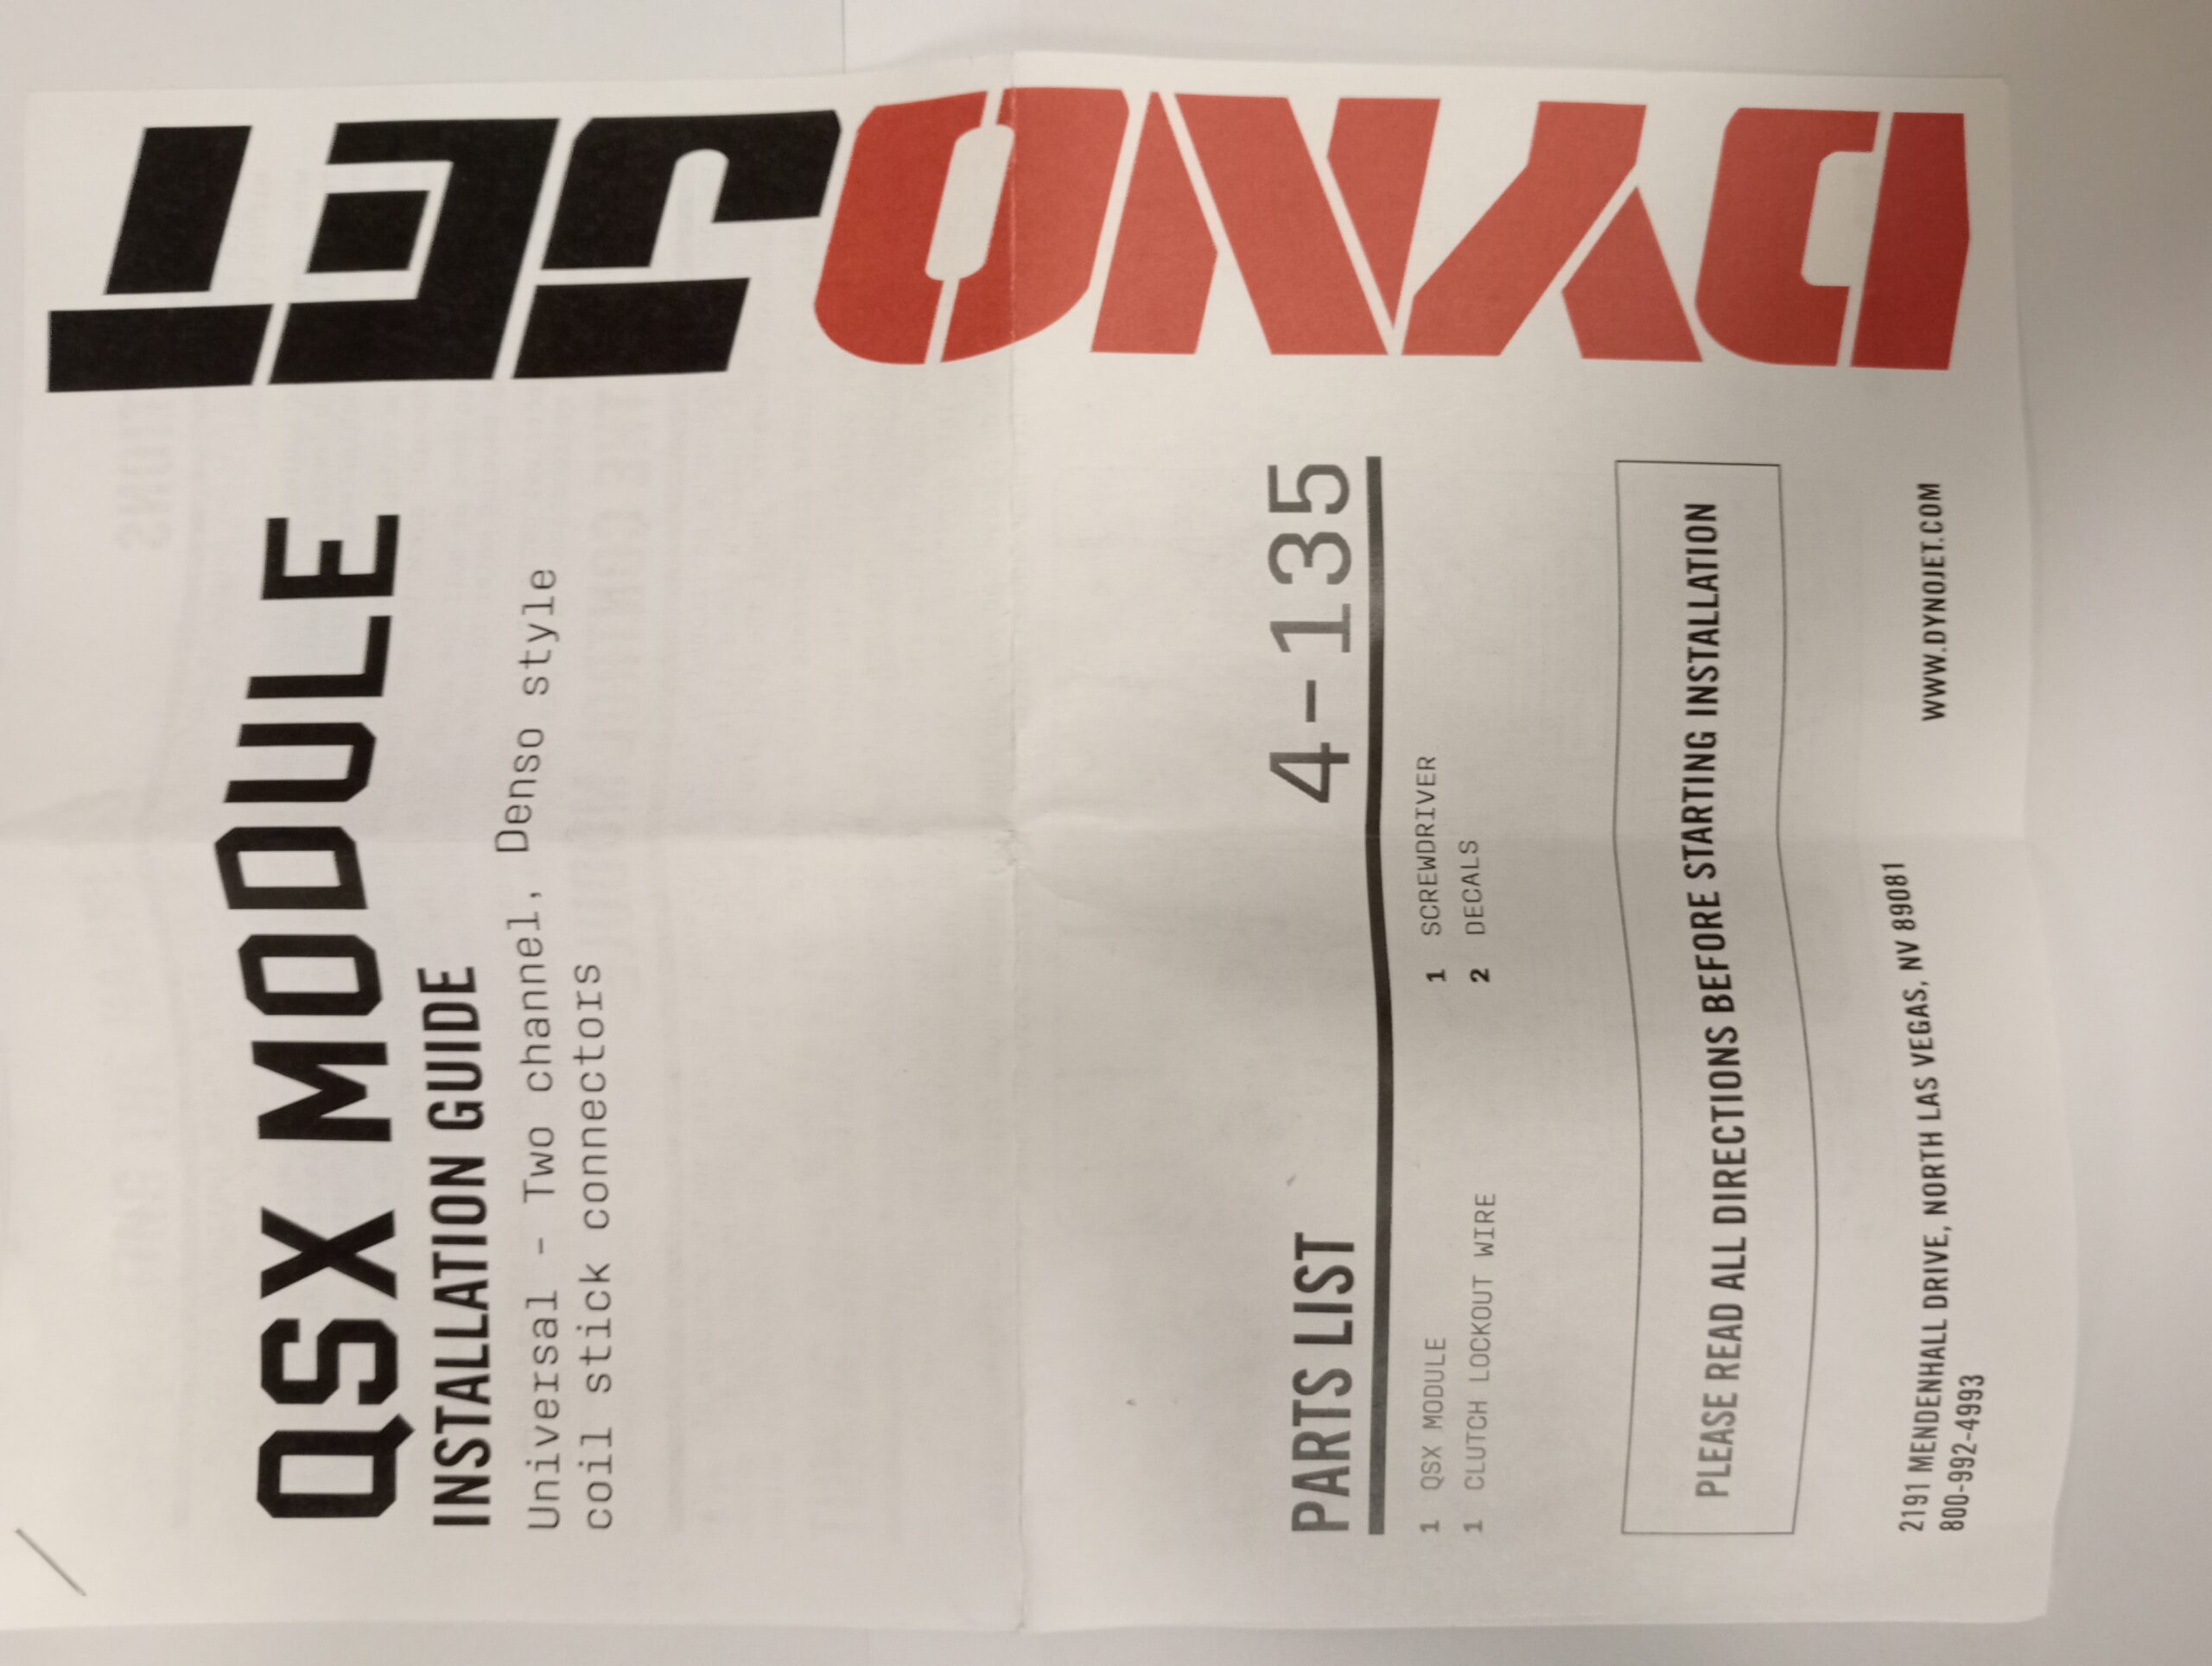 QSX MODULE
INSTALLATION GUIDE
Universal - Two channel, Denso style
coil stick connectors
DYNOJET
PARTS LIST
4-135
1 QSX MODULE
1 CLUTCH LOCKOUT WIRE
1 SCREWDRIVER
2 DECALS
PLEASE READ ALL DIRECTIONS BEFORE STARTING INSTALLATION
2191 MENDENHALL DRIVE, NORTH LAS VEGAS, NV 89081
800-992-4993
WWW.DYNOJET.COM